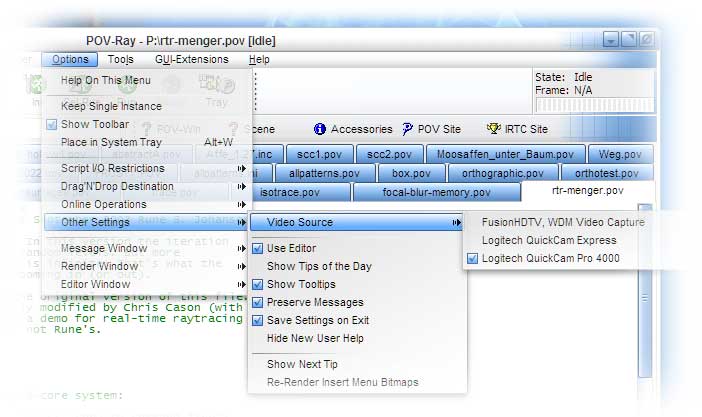 POV-Ray - P:\rtr-menger.pov [Idle]
Options Tools GUI-Extensions Help
Help On This Menu
State: Idle
Frame: N/A
Tray
Keep Single Instance
Show Toolbar
Place in System Tray Alt+W
POV-Win Scene Accessories POV Site IRTC Site
Script I/O Restrictions
Drag'N'Drop Destination
Online Operations
Other Settings
Message Window
Render Window
Editor Window
scc1.pov scc2.pov Moosaffen_unter_Baum.pov Weg.pov
allpatterns.pov box.pov orthographic.pov orthotest.pov
isotrace.pov focal-blur-memory.pov rtr-menger.pov
Video Source
Use Editor
Show Tips of the Day
Show Tooltips
Preserve Messages
Save Settings on Exit
Hide New User Help
Show Next Tip
Re-Render Insert Menu Bitmaps
FusionHDTV, WDM Video Capture
Logitech QuickCam Express
Logitech QuickCam Pro 4000
original version of this file
modified by Chris Cason (with
a demo for real-time raytracing
not Rune's.
core system: